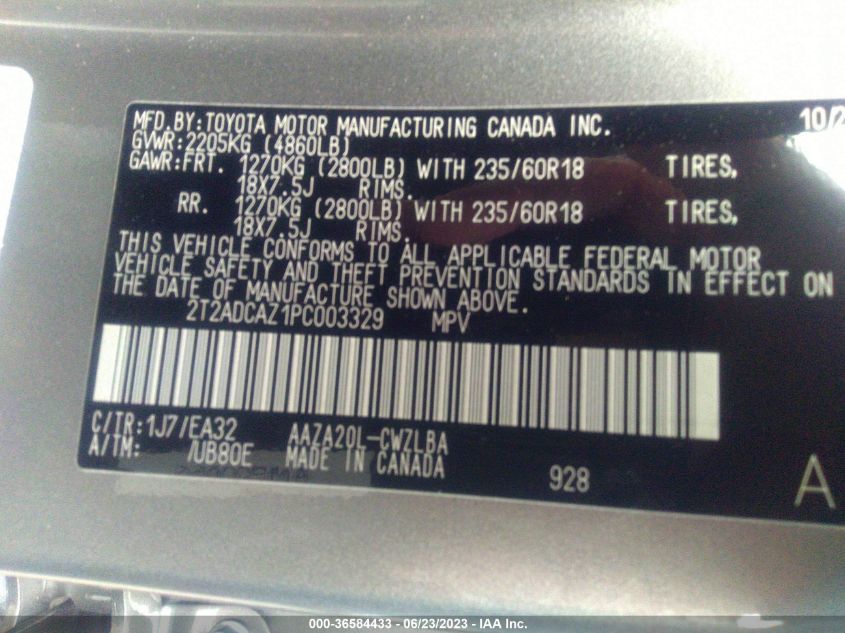 MFD.BY:TOYOTA MOTOR MANUFACTURING CANADA INC. 10/2
GVWR:2205KG (4860LB)
GAWR:FRT. 1270KG (2800LB) WITH 235/60R18 TIRES,
18X7.5J RIMS.
RR. 1270KG (2800LB) WITH 235/60R18 TIRES,
18X7.5J RIMS.
THIS VEHICLE CONFORMS TO ALL APPLICABLE FEDERAL MOTOR
VEHICLE SAFETY AND THEFT PREVENTION STANDARDS IN EFFECT ON
THE DATE OF MANUFACTURE SHOWN ABOVE.
2T2ADCAZ1PC003329 MPV
C/TR:1J7/EA32 AAZA20L-CWZLBA
A/TM: /UB80E MADE IN CANADA
928 A
000-36584433 - 06/23/2023 - IAA Inc.